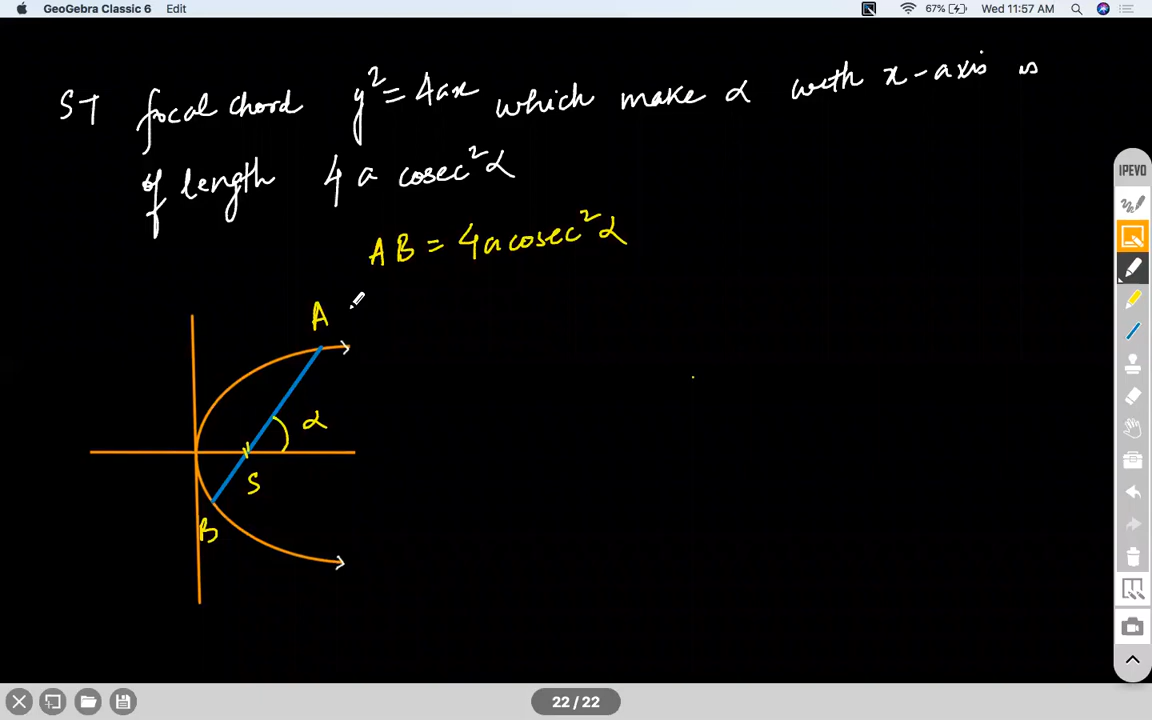 GeoGebra Classic 6 Edit 67% Wed 11:57 AM
ST focal chord y² = 4ax which make α with x-axis is
of length 4 a cosec²α
AB = 4a cosec²α
IPEVO
A
α
S
B
22 / 22